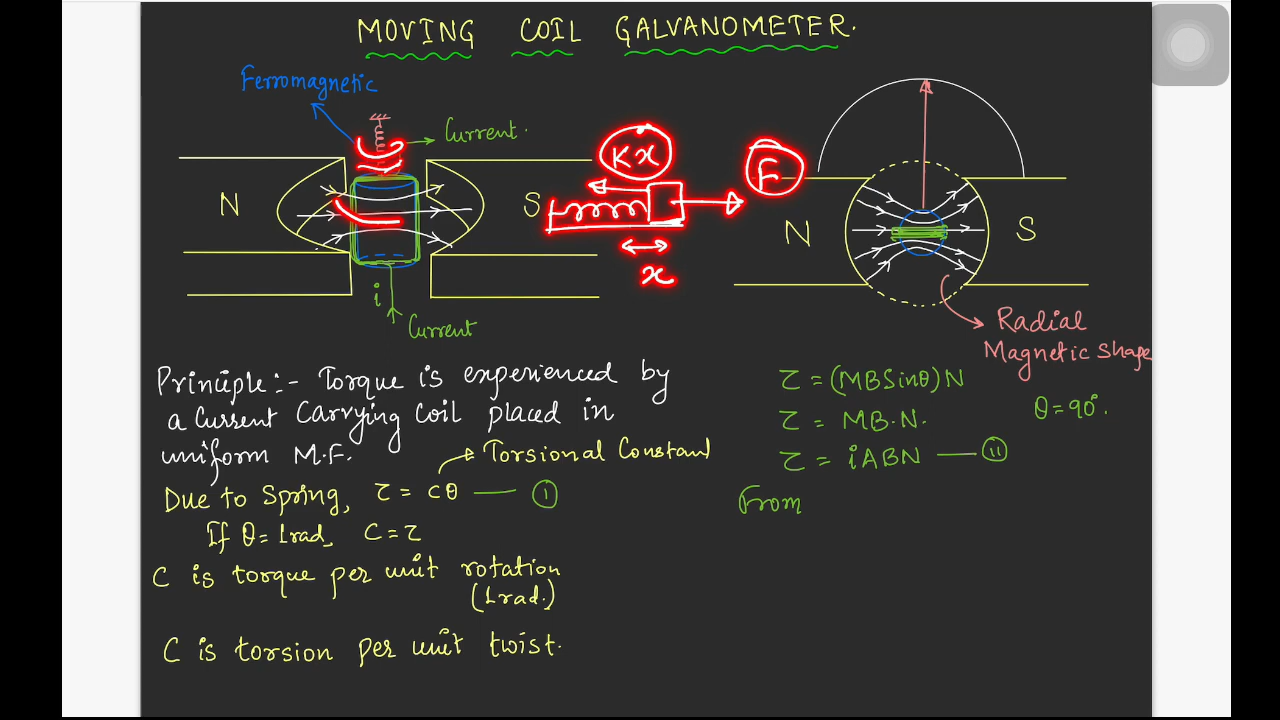 MOVING COIL GALVANOMETER.
Ferromagnetic
Current.
N
S
i
Current
Kx
F
x
N
S
Radial
Magnetic Shape
Principle:- Torque is experienced by
a Current Carrying Coil placed in
uniform M.F.
Torsional Constant
Due to Spring, τ = cθ —— (I)
If θ = 1rad, C = τ
C is torque per unit rotation
(1rad.)
C is torsion per unit twist.
τ = (MBSinθ)N
θ = 90°.
τ = MB.N.
τ = iABN —— (II)
From